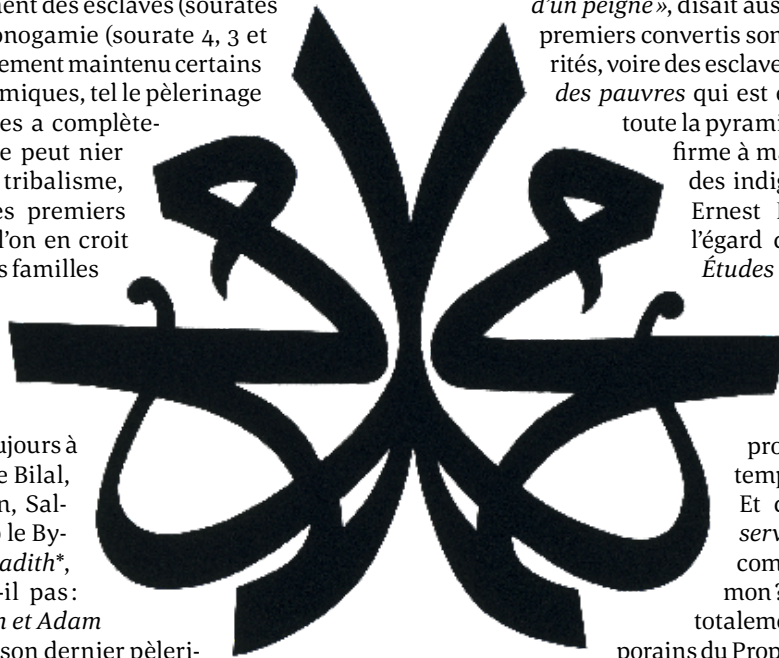 ent des esclaves (sourates
onogamie (sourate 4, 3 et
ement maintenu certains
miques, tel le pèlerinage
es a complète-
e peut nier
tribalisme,
es premiers
l'on en croit
s familles
ujours à
e Bilal,
n, Sal-
le By-
adith*,
-il pas :
n et Adam
son dernier pèleri-
محمد
d'un peigne », disait aus
premiers convertis son
rités, voire des esclave
des pauvres qui est
toute la pyrami
firme à m
des indig
Ernest
l'égard
Études
pro
temp
Et
serv
com
mon ?
totaleme
porains du Prop